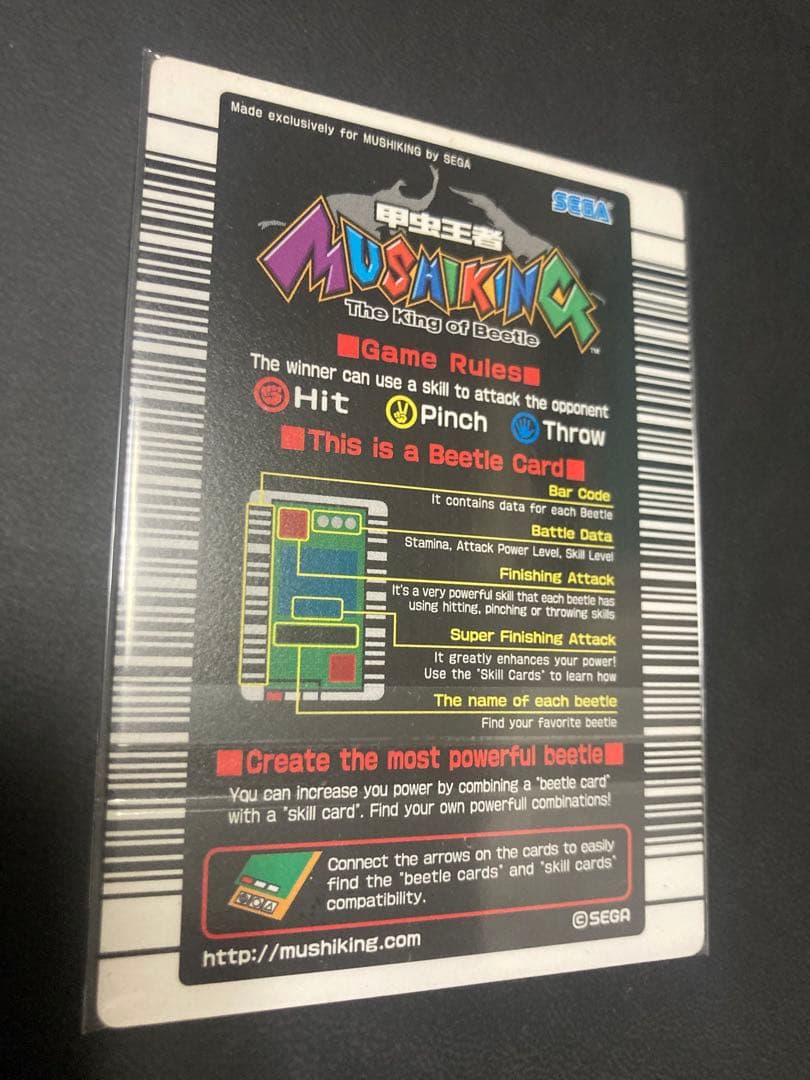 Made exclusively for MUSHIKING by SEGA
SEGA
甲虫王者
MUSHIKING
The King of Beetle
TM
■Game Rules■
The winner can use a skill to attack the opponent
Hit Pinch Throw
■This is a Beetle Card■
Bar Code
It contains data for each Beetle
Battle Data
Stamina, Attack Power Level, Skill Level
Finishing Attack
It's a very powerful skill that each beetle has
using hitting, pinching or throwing skills
Super Finishing Attack
It greatly enhances your power!
Use the "Skill Cards" to learn how
The name of each beetle
Find your favorite beetle
■Create the most powerful beetle■
You can increase you power by combining a "beetle card"
with a "skill card". Find your own powerfull combinations!
Connect the arrows on the cards to easily
find the "beetle cards" and "skill cards"
compatibility.
©SEGA
http://mushiking.com